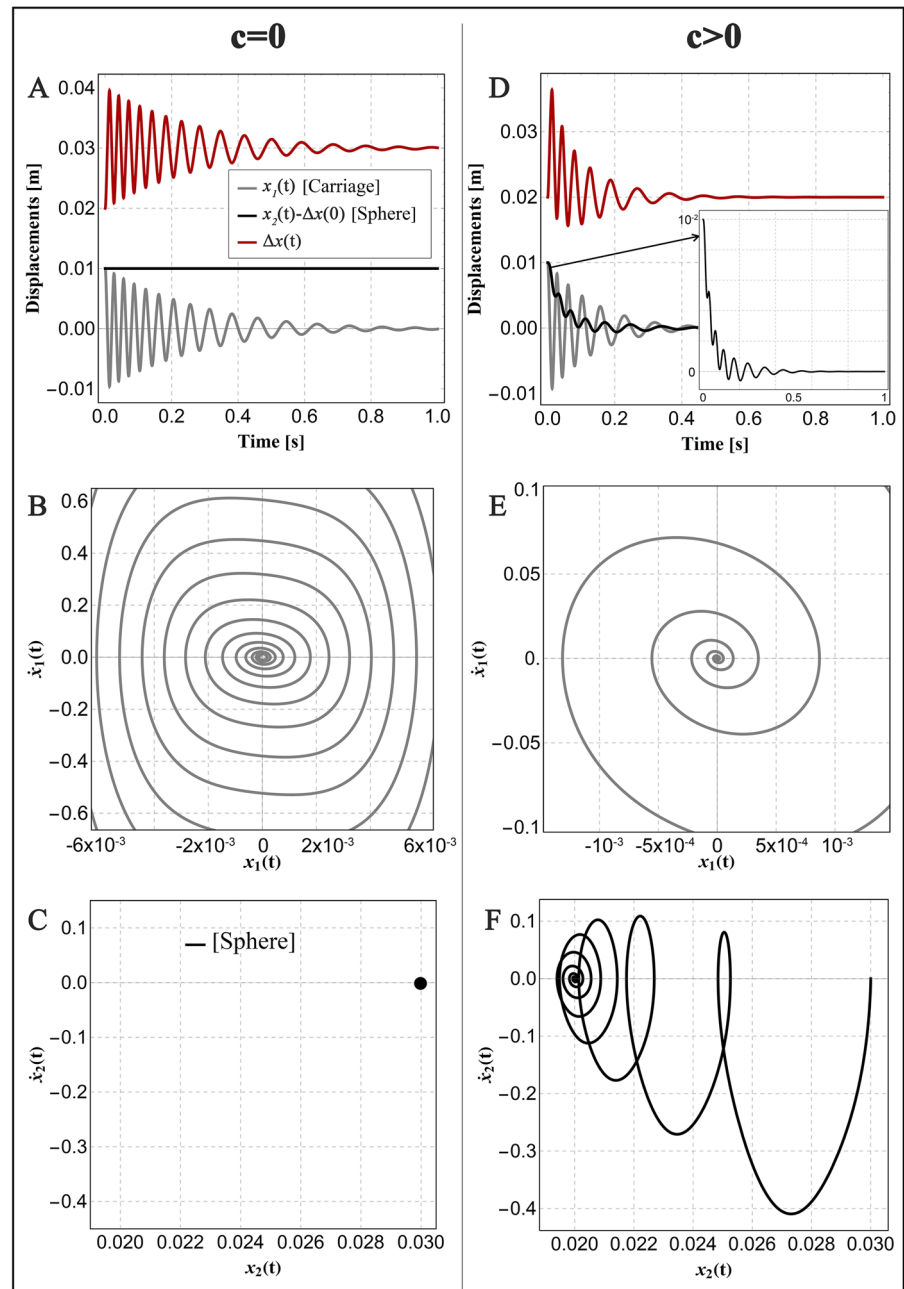 c=0
c>0
A
0.04
0.03
0.02
0.01
0.00
−0.01
Displacements [m]
x₁(t) [Carriage]
x₂(t)-Δx(0) [Sphere]
Δx(t)
0.0 0.2 0.4 0.6 0.8 1.0
Time [s]
D
0.03
0.02
0.01
0.00
−0.01
Displacements [m]
10⁻²
0
0 0.5 1
0.0 0.2 0.4 0.6 0.8 1.0
Time [s]
B
0.6
0.4
0.2
0.0
−0.2
−0.4
−0.6
ẋ₁(t)
-6x10⁻³ -2x10⁻³ 0 2x10⁻³ 6x10⁻³
x₁(t)
E
0.1
0.05
0.
−0.05
−0.1
ẋ₁(t)
-10⁻³ -5x10⁻⁴ 0 5x10⁻⁴ 10⁻³
x₁(t)
C
[Sphere]
0.1
0.0
−0.1
−0.2
−0.3
−0.4
ẋ₂(t)
0.020 0.022 0.024 0.026 0.028 0.030
x₂(t)
F
0.1
0.0
−0.1
−0.2
−0.3
−0.4
ẋ₂(t)
0.020 0.022 0.024 0.026 0.028 0.030
x₂(t)